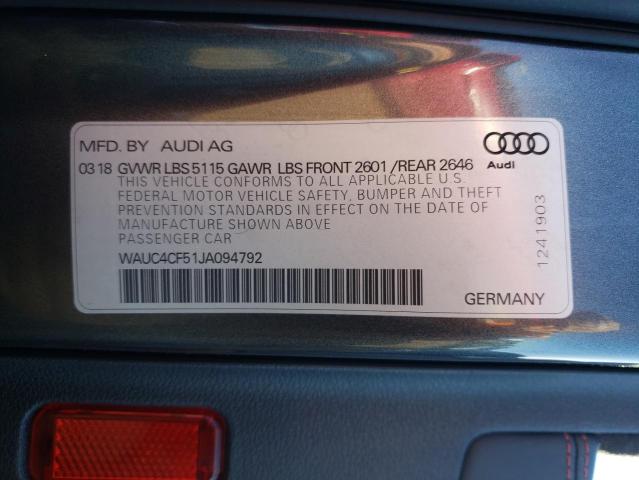 MFD. BY AUDI AG
03 18 GVWR LBS 5115 GAWR LBS FRONT 2601 /REAR 2646
Audi
THIS VEHICLE CONFORMS TO ALL APPLICABLE U.S.
FEDERAL MOTOR VEHICLE SAFETY, BUMPER AND THEFT
PREVENTION STANDARDS IN EFFECT ON THE DATE OF
MANUFACTURE SHOWN ABOVE
PASSENGER CAR
WAUC4CF51JA094792
1241903
GERMANY